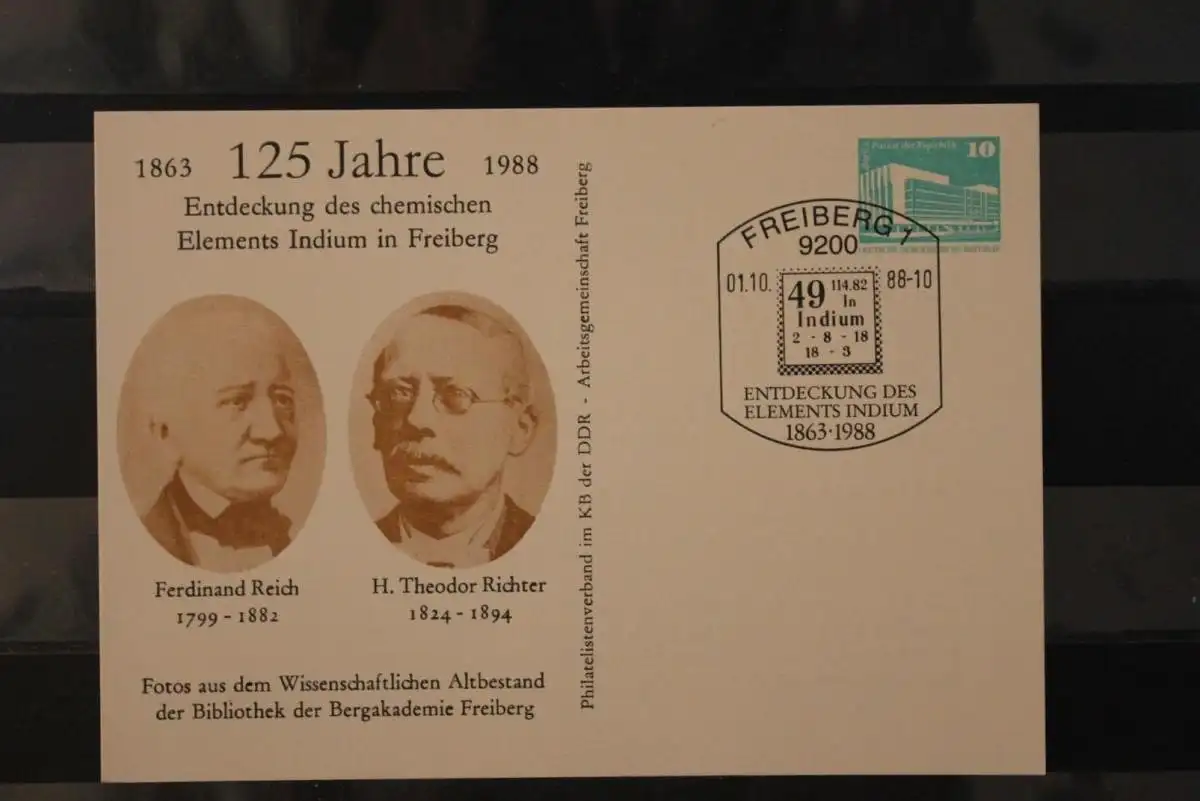 1863 125 Jahre 1988
Entdeckung des chemischen
Elements Indium in Freiberg
Ferdinand Reich
1799 - 1882
H. Theodor Richter
1824 - 1894
Fotos aus dem Wissenschaftlichen Altbestand
der Bibliothek der Bergakademie Freiberg
Philatelistenverband im KB der DDR - Arbeitsgemeinschaft Freiberg
Palast der Republik 10
FREIBERG 1
9200
01.10. 88-10
49 114.82
In
Indium
2 - 8 - 18
18 - 3
ENTDECKUNG DES
ELEMENTS INDIUM
1863·1988